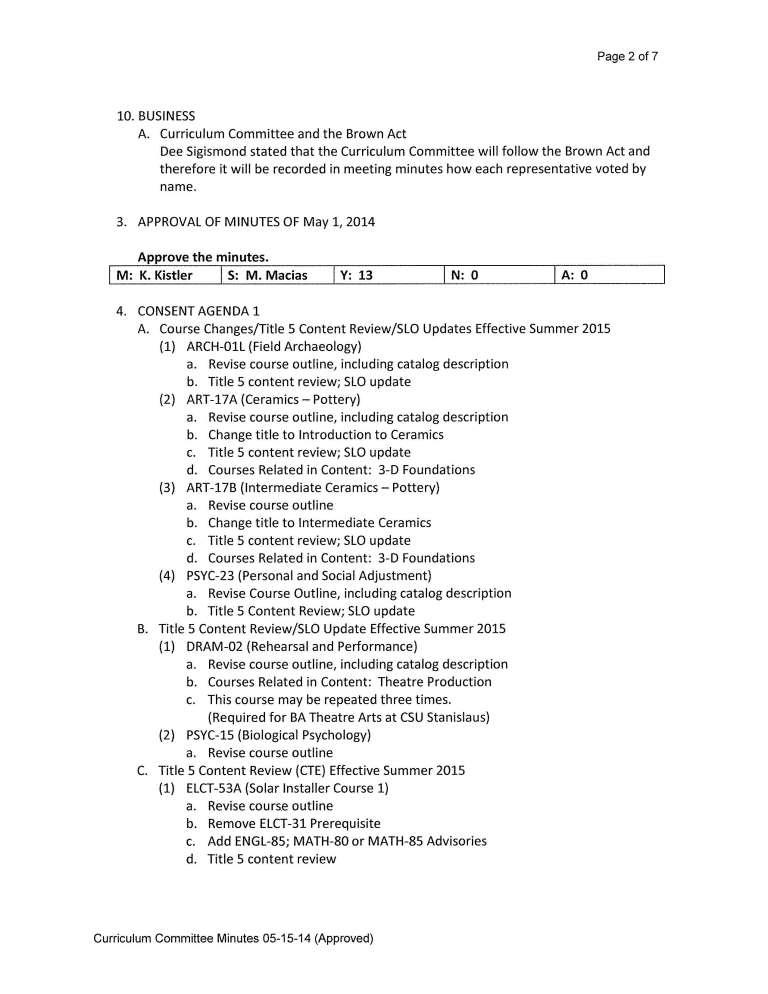 Page 2 of 7
10. BUSINESS
A. Curriculum Committee and the Brown Act
Dee Sigismond stated that the Curriculum Committee will follow the Brown Act and
therefore it will be recorded in meeting minutes how each representative voted by
name.
3. APPROVAL OF MINUTES OF May 1, 2014
Approve the minutes.
M: K. Kistler S: M. Macias Y: 13 N: 0 A: 0
4. CONSENT AGENDA 1
A. Course Changes/Title 5 Content Review/SLO Updates Effective Summer 2015
(1) ARCH-01L (Field Archaeology)
a. Revise course outline, including catalog description
b. Title 5 content review; SLO update
(2) ART-17A (Ceramics – Pottery)
a. Revise course outline, including catalog description
b. Change title to Introduction to Ceramics
c. Title 5 content review; SLO update
d. Courses Related in Content: 3-D Foundations
(3) ART-17B (Intermediate Ceramics – Pottery)
a. Revise course outline
b. Change title to Intermediate Ceramics
c. Title 5 content review; SLO update
d. Courses Related in Content: 3-D Foundations
(4) PSYC-23 (Personal and Social Adjustment)
a. Revise Course Outline, including catalog description
b. Title 5 Content Review; SLO update
B. Title 5 Content Review/SLO Update Effective Summer 2015
(1) DRAM-02 (Rehearsal and Performance)
a. Revise course outline, including catalog description
b. Courses Related in Content: Theatre Production
c. This course may be repeated three times.
(Required for BA Theatre Arts at CSU Stanislaus)
(2) PSYC-15 (Biological Psychology)
a. Revise course outline
C. Title 5 Content Review (CTE) Effective Summer 2015
(1) ELCT-53A (Solar Installer Course 1)
a. Revise course outline
b. Remove ELCT-31 Prerequisite
c. Add ENGL-85; MATH-80 or MATH-85 Advisories
d. Title 5 content review
Curriculum Committee Minutes 05-15-14 (Approved)